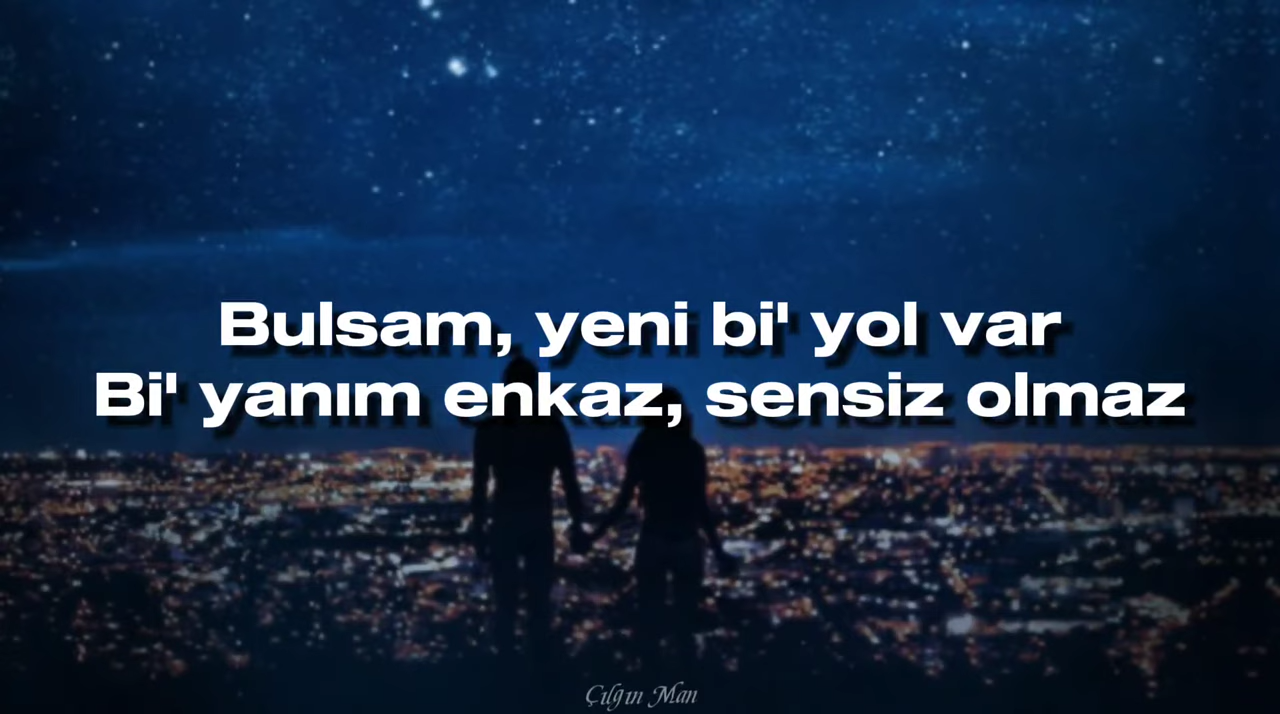 Bulsam, yeni bi' yol var
Bi' yanım enkaz, sensiz olmaz
Çılgın Man